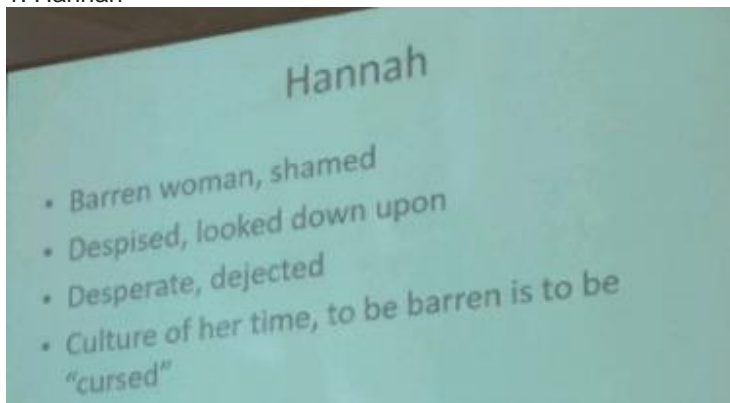 Hannah
• Barren woman, shamed
• Despised, looked down upon
• Desperate, dejected
• Culture of her time, to be barren is to be
“cursed”